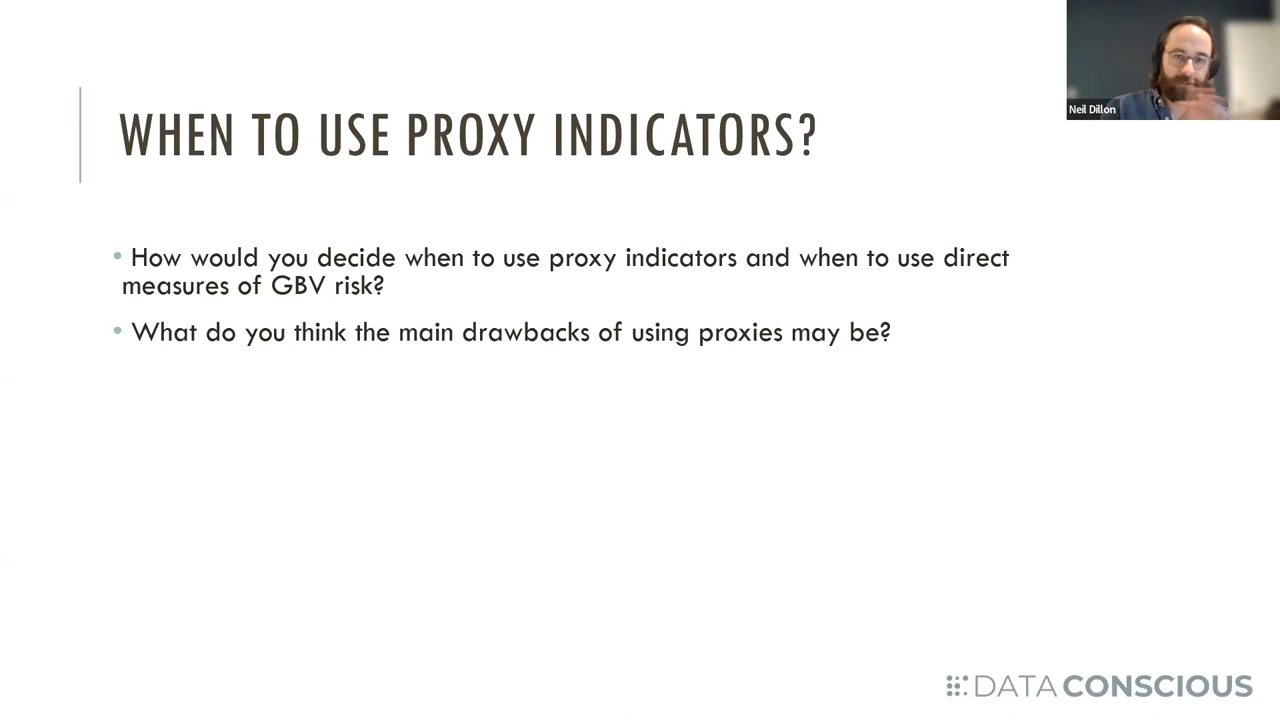 Neil Dillon
WHEN TO USE PROXY INDICATORS?
• How would you decide when to use proxy indicators and when to use direct
measures of GBV risk?
• What do you think the main drawbacks of using proxies may be?
DATA CONSCIOUS